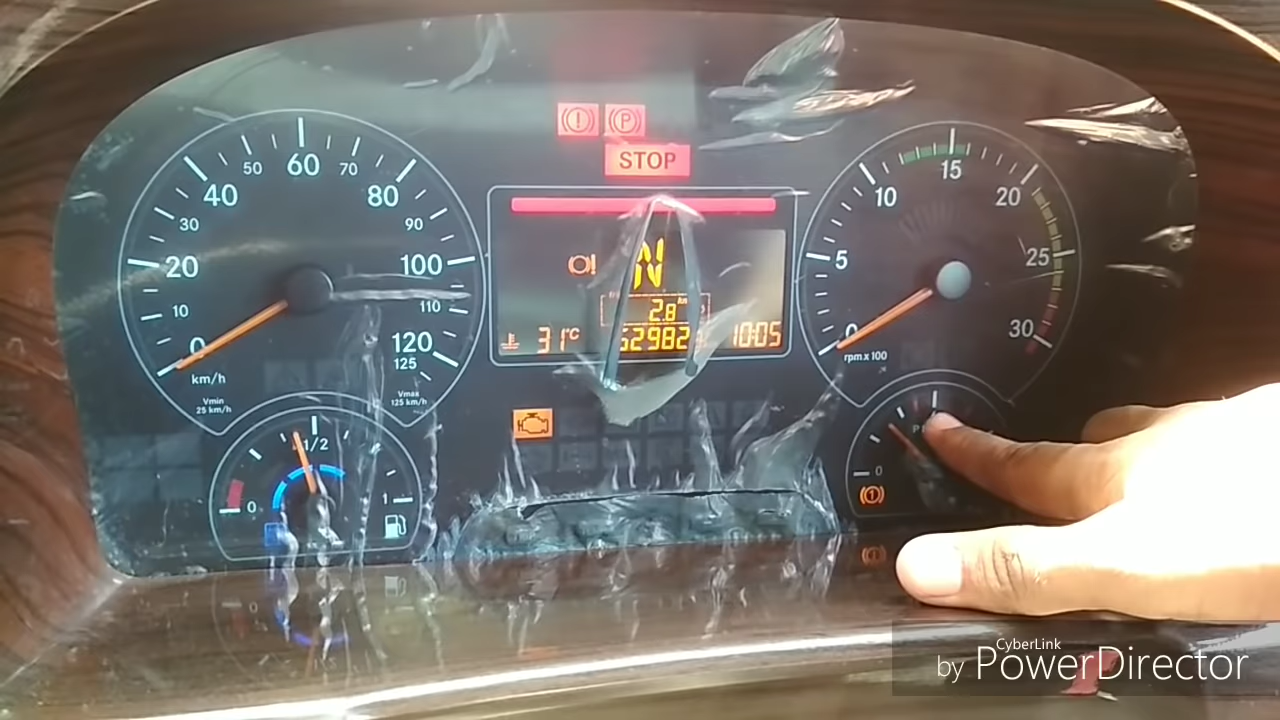 STOP
10 20 30 40 50 60 70 80 90 100 110 120 125
0
km/h
Vmin
25 km/h
Vmax
125 km/h
N
2.8
31°C
10:05
0 5 10 15 20 25 30
rpm x 100
0 1/2 1
0
CyberLink
by PowerDirector